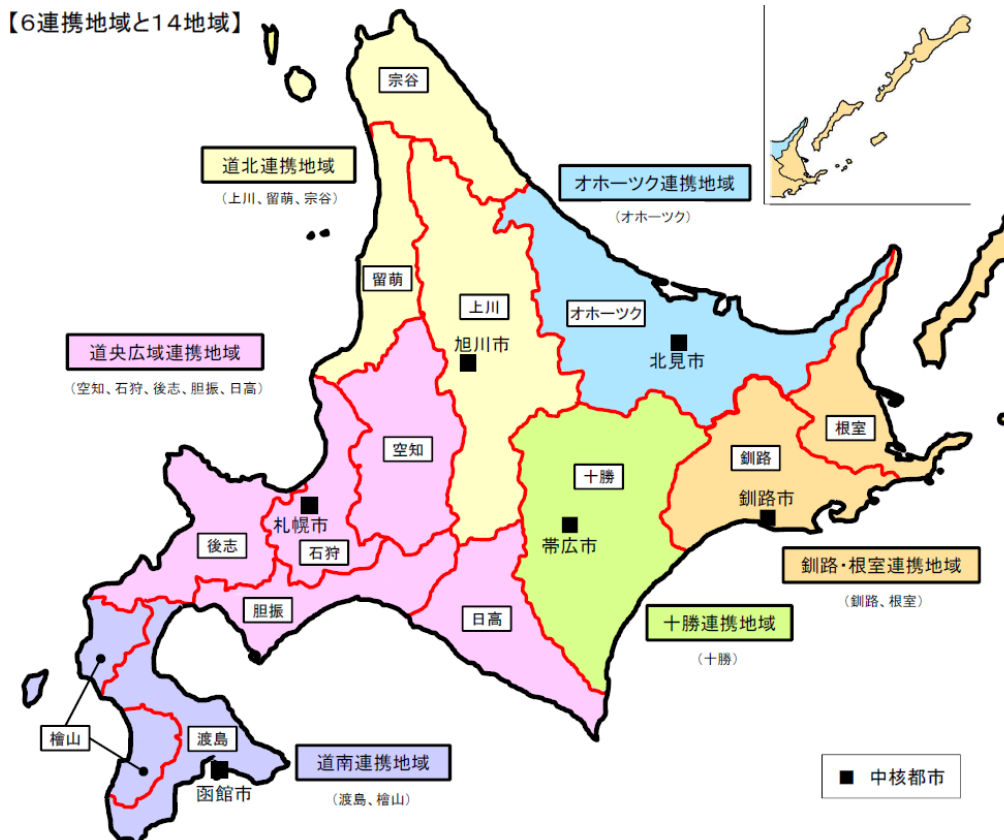 【6連携地域と14地域】
宗谷
道北連携地域
(上川、留萌、宗谷)
オホーツク連携地域
(オホーツク)
留萌
上川
旭川市
オホーツク
北見市
道央広域連携地域
(空知、石狩、後志、胆振、日高)
空知
根室
釧路
釧路市
十勝
帯広市
札幌市
石狩
後志
胆振
日高
釧路・根室連携地域
(釧路、根室)
十勝連携地域
(十勝)
檜山
渡島
函館市
道南連携地域
(渡島、檜山)
■ 中核都市